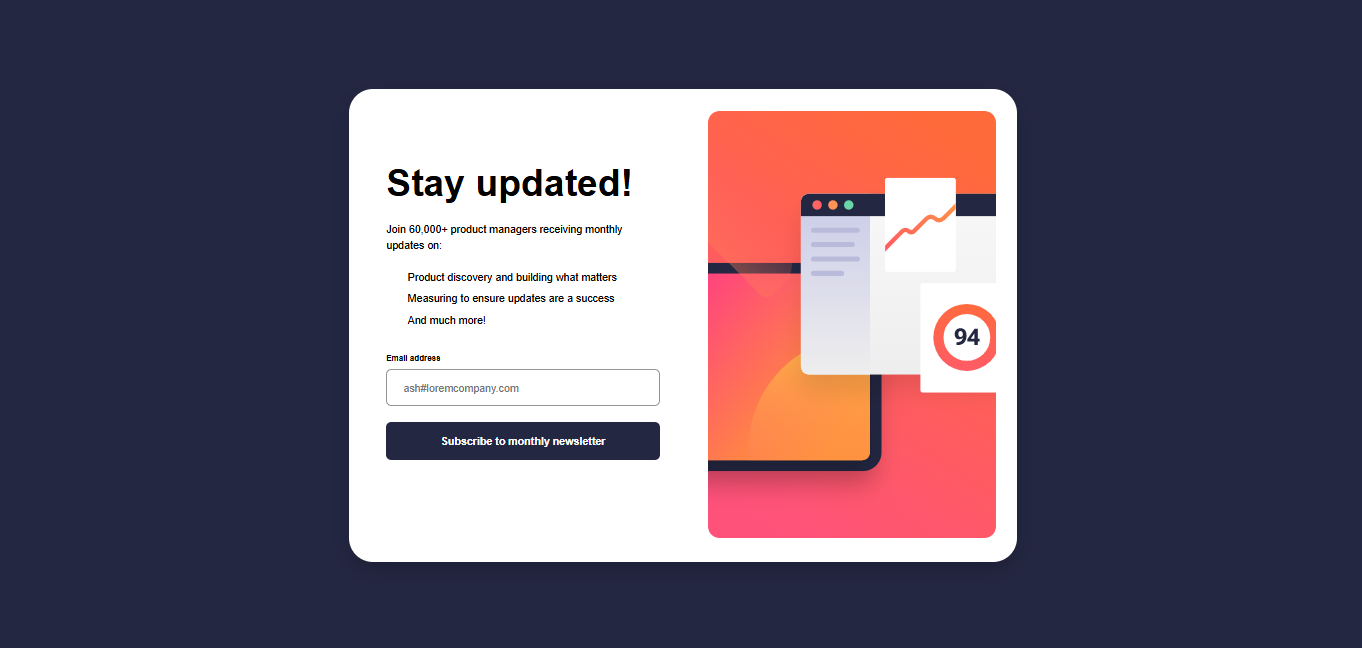 Stay updated!
Join 60,000+ product managers receiving monthly
updates on:
Product discovery and building what matters
Measuring to ensure updates are a success
And much more!
Email address
ash#loremcompany.com
Subscribe to monthly newsletter
94